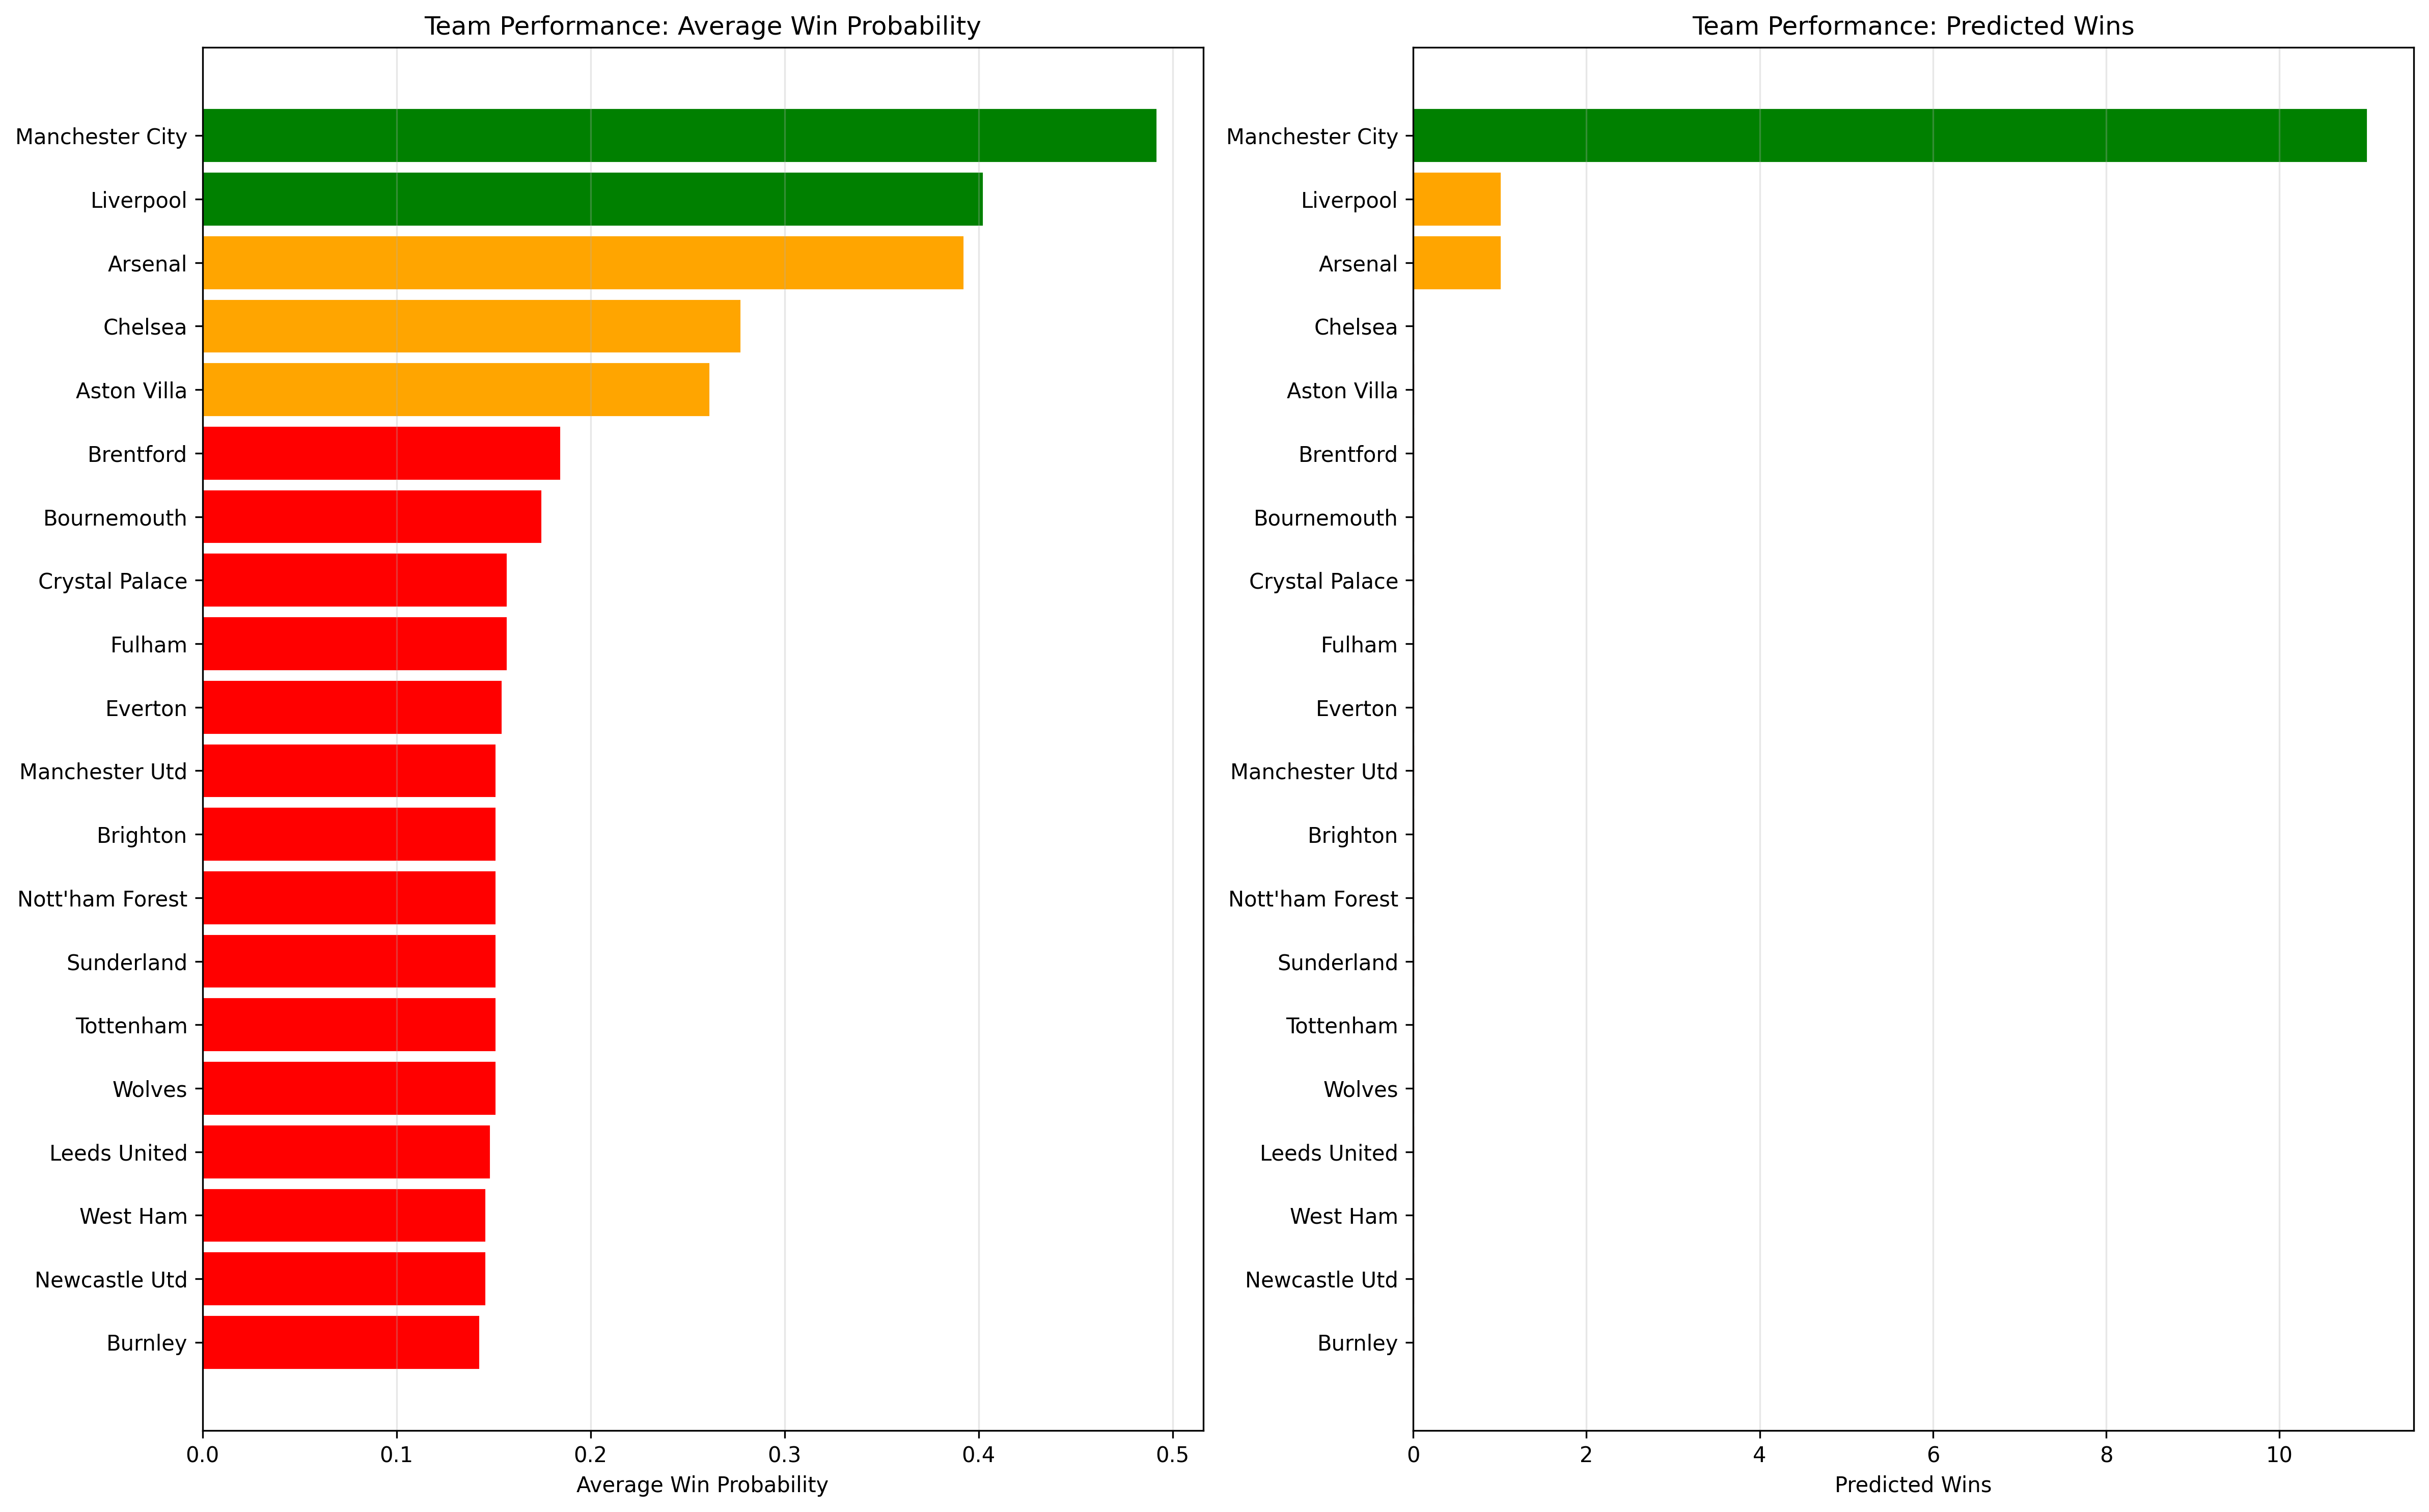 Team Performance: Average Win Probability
Manchester City
Liverpool
Arsenal
Chelsea
Aston Villa
Brentford
Bournemouth
Crystal Palace
Fulham
Everton
Manchester Utd
Brighton
Nott'ham Forest
Sunderland
Tottenham
Wolves
Leeds United
West Ham
Newcastle Utd
Burnley
0.0 0.1 0.2 0.3 0.4 0.5
Average Win Probability
Team Performance: Predicted Wins
Manchester City
Liverpool
Arsenal
Chelsea
Aston Villa
Brentford
Bournemouth
Crystal Palace
Fulham
Everton
Manchester Utd
Brighton
Nott'ham Forest
Sunderland
Tottenham
Wolves
Leeds United
West Ham
Newcastle Utd
Burnley
0 2 4 6 8 10
Predicted Wins